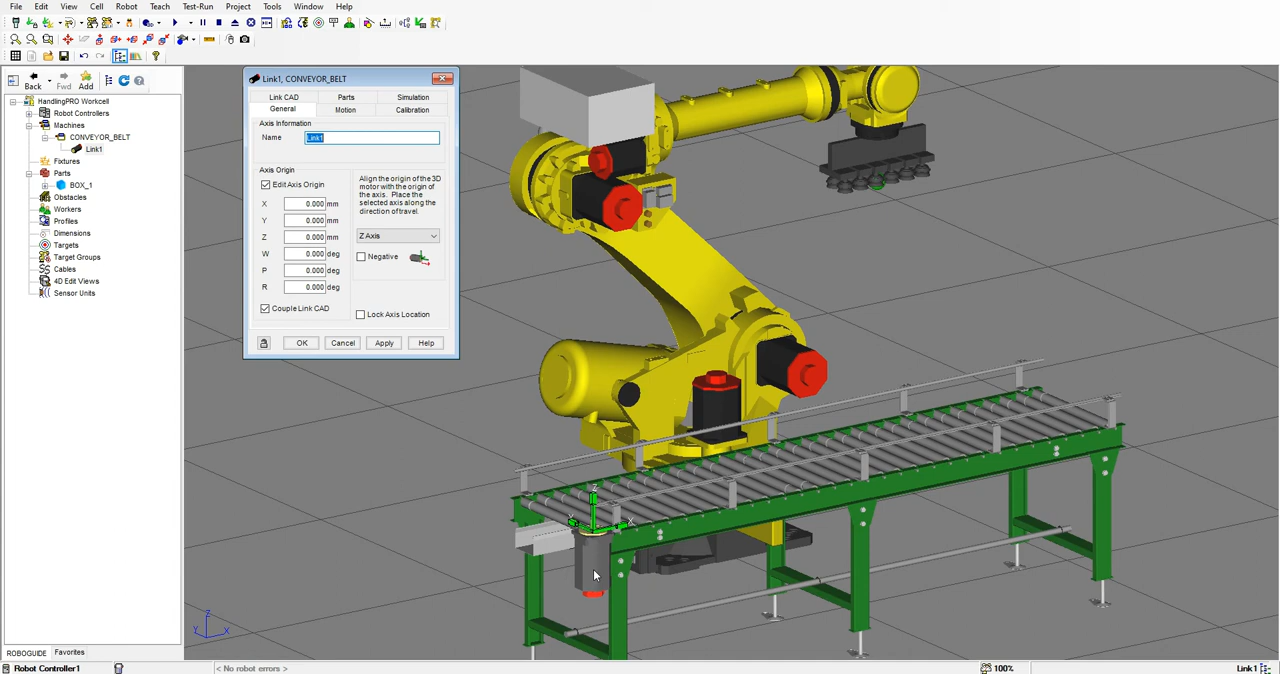 File Edit View Cell Robot Teach Test-Run Project Tools Window Help
Back Fwd Add
HandlingPRO Workcell
Robot Controllers
Machines
CONVEYOR_BELT
Link1
Fixtures
Parts
BOX_1
Obstacles
Workers
Profiles
Dimensions
Targets
Target Groups
Cables
4D Edit Views
Sensor Units
Link1, CONVEYOR_BELT
Link CAD Parts Simulation
General Motion Calibration
Axis Information
Name Link1
Axis Origin
Edit Axis Origin
X 0.000 mm
Y 0.000 mm
Z 0.000 mm
W 0.000 deg
P 0.000 deg
R 0.000 deg
Couple Link CAD
Align the origin of the 3D
motor with the origin of
the axis. Place the
selected axis along the
direction of travel.
Z Axis
Negative
Lock Axis Location
OK Cancel Apply Help
Z
Y X
Z
Y X
ROBOGUIDE Favorites
Robot Controller1 < No robot errors > 100% Link1